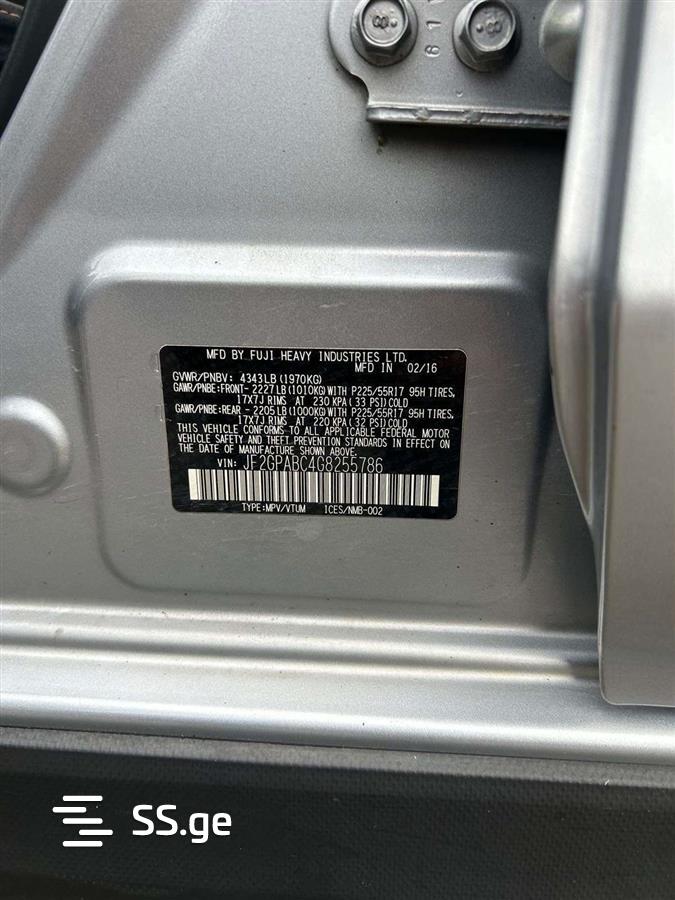 61
8
8
MFD BY FUJI HEAVY INDUSTRIES LTD.
MFD IN 02/16
GVWR/PNBV: 4343LB(1970KG)
GAWR/PNBE:FRONT- 2227LB(1010KG)WITH P225/55R17 95H TIRES,
17X7J RIMS AT 230 KPA(33 PSI)COLD
GAWR/PNBE:REAR - 2205LB(1000KG)WITH P225/55R17 95H TIRES,
17X7J RIMS AT 220 KPA(32 PSI)COLD
THIS VEHICLE CONFORMS TO ALL APPLICABLE FEDERAL MOTOR
VEHICLE SAFETY AND THEFT PREVENTION STANDARDS IN EFFECT ON
THE DATE OF MANUFACTURE SHOWN ABOVE.
VIN: JF2GPABC4G8255786
TYPE:MPV/VTUM ICES/NMB-002
SS.ge